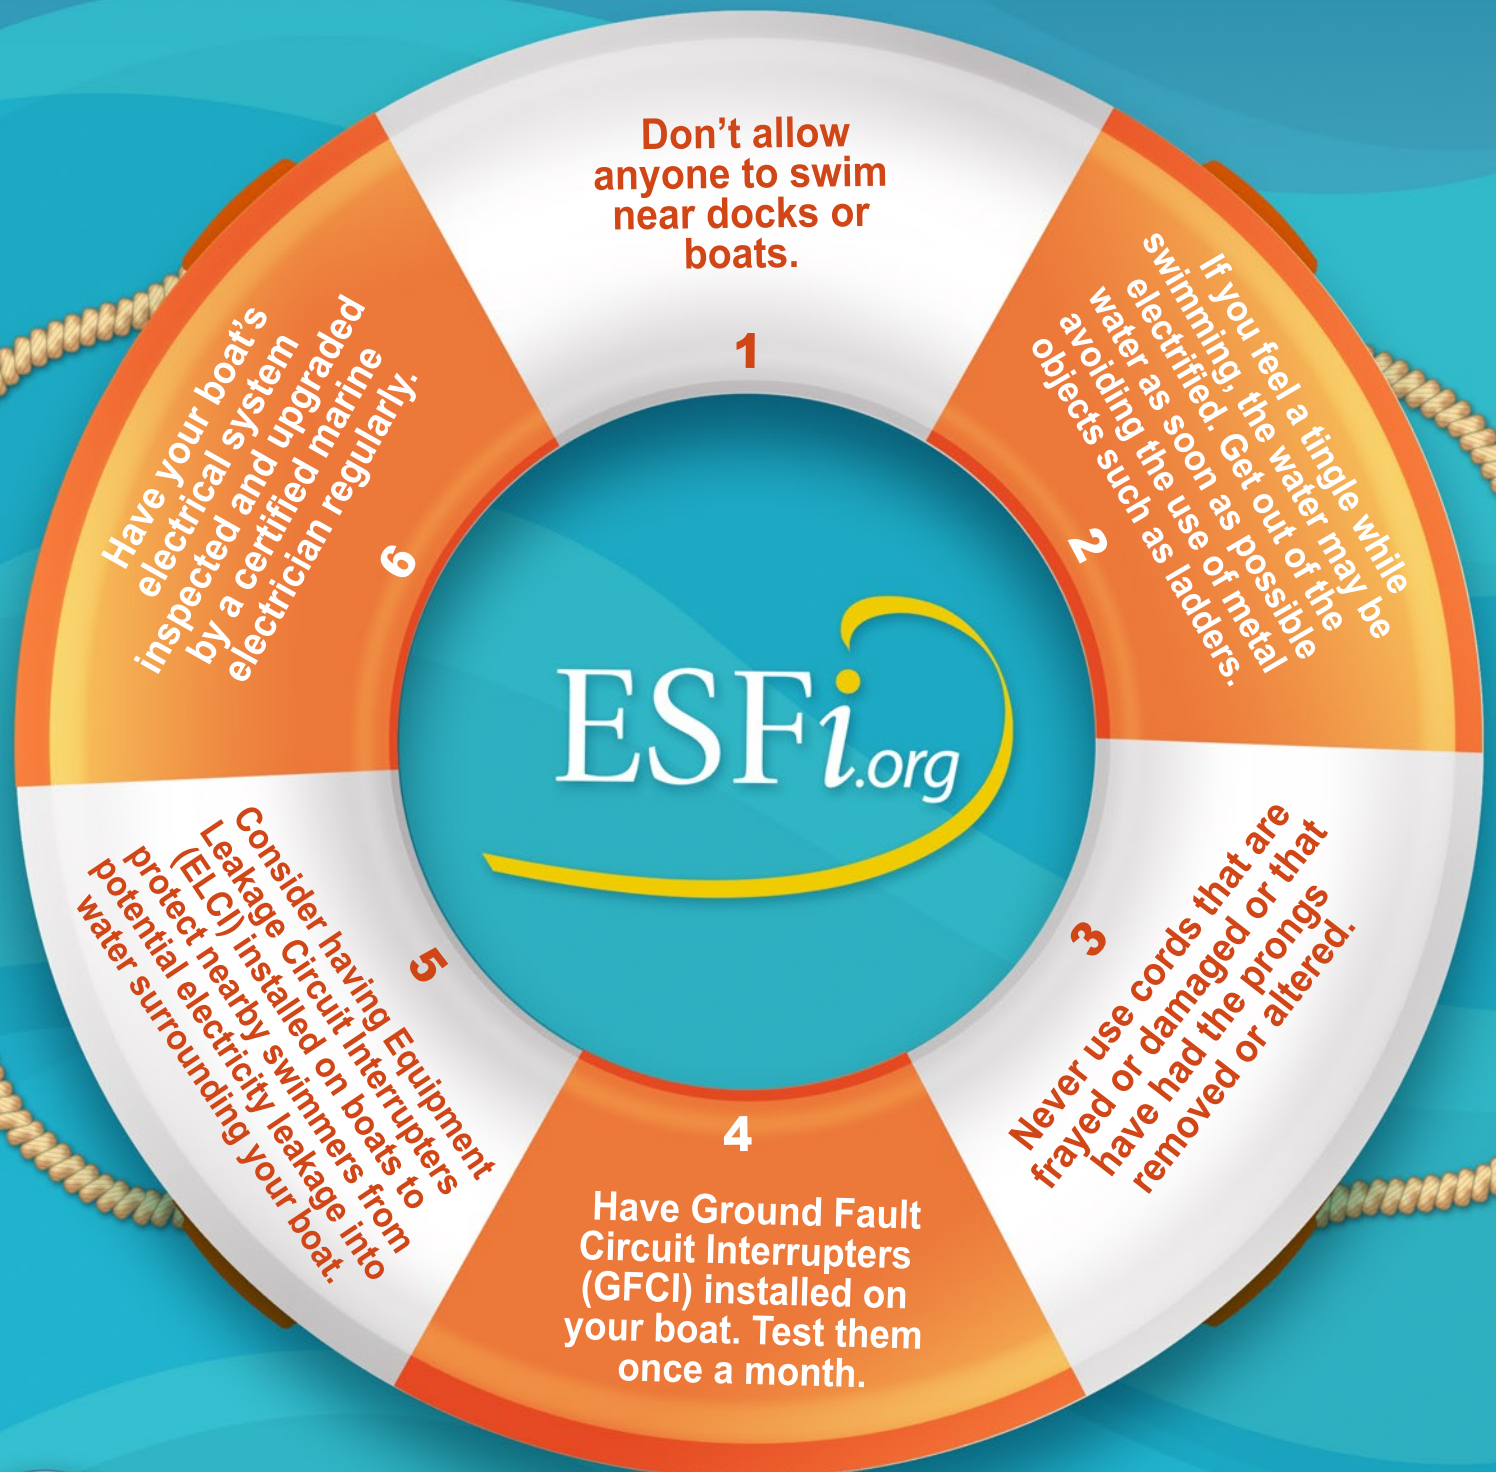 Don’t allow
anyone to swim
near docks or
boats.
1
If you feel a tingle while
swimming, the water may be
electrified. Get out of the
water as soon as possible
avoiding the use of metal
objects such as ladders.
2
Never use cords that are
frayed or damaged or that
have had the prongs
removed or altered.
3
4
Have Ground Fault
Circuit Interrupters
(GFCI) installed on
your boat. Test them
once a month.
Consider having Equipment
Leakage Circuit Interrupters
(ELCI) installed on boats to
protect nearby swimmers from
potential electricity leakage into
water surrounding your boat.
5
Have your boat’s
electrical system
inspected and upgraded
by a certified marine
electrician regularly.
6
ESFi.org